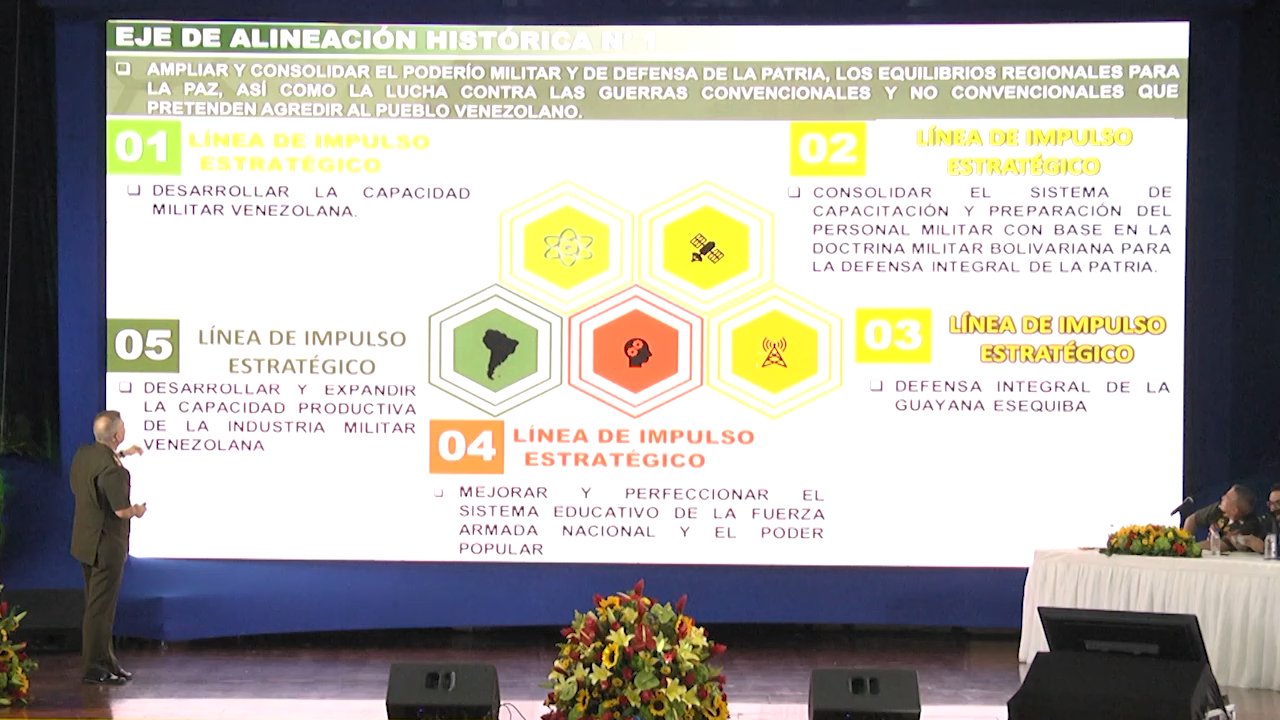 EJE DE ALINEACIÓN HISTÓRICA N° 1
AMPLIAR Y CONSOLIDAR EL PODERÍO MILITAR Y DE DEFENSA DE LA PATRIA, LOS EQUILIBRIOS REGIONALES PARA
LA PAZ, ASÍ COMO LA LUCHA CONTRA LAS GUERRAS CONVENCIONALES Y NO CONVENCIONALES QUE
PRETENDEN AGREDIR AL PUEBLO VENEZOLANO.
01
LÍNEA DE IMPULSO
ESTRATÉGICO
DESARROLLAR LA CAPACIDAD
MILITAR VENEZOLANA.
02
LÍNEA DE IMPULSO
ESTRATÉGICO
CONSOLIDAR EL SISTEMA DE
CAPACITACIÓN Y PREPARACIÓN DEL
PERSONAL MILITAR CON BASE EN LA
DOCTRINA MILITAR BOLIVARIANA PARA
LA DEFENSA INTEGRAL DE LA PATRIA.
03
LÍNEA DE IMPULSO
ESTRATÉGICO
DEFENSA INTEGRAL DE LA
GUAYANA ESEQUIBA
04
LÍNEA DE IMPULSO
ESTRATÉGICO
MEJORAR Y PERFECCIONAR EL
SISTEMA EDUCATIVO DE LA FUERZA
ARMADA NACIONAL Y EL PODER
POPULAR
05
LÍNEA DE IMPULSO
ESTRATÉGICO
DESARROLLAR Y EXPANDIR
LA CAPACIDAD PRODUCTIVA
DE LA INDUSTRIA MILITAR
VENEZOLANA